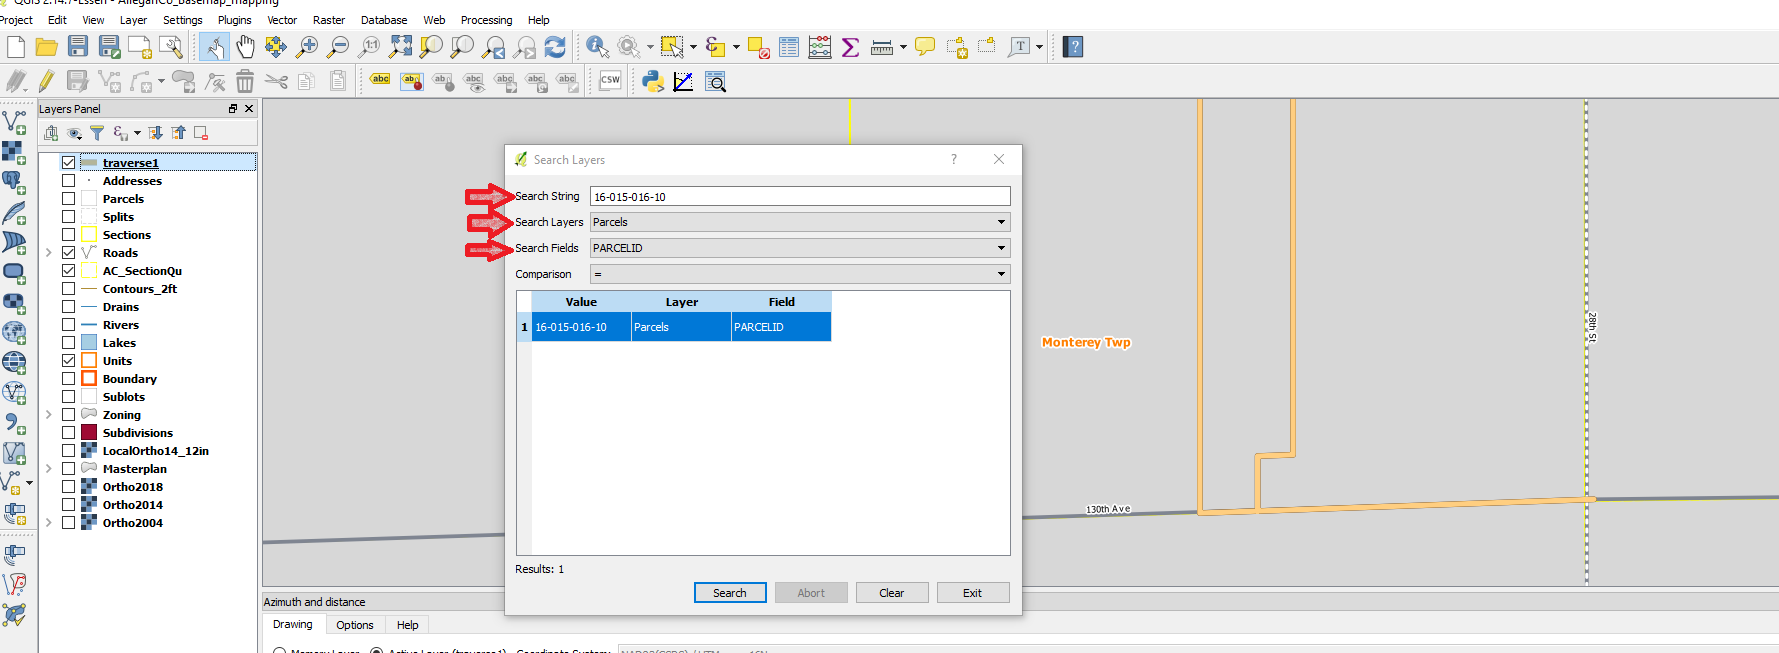 QGIS 2.14.7-Essen - AlleganCo_Basemap_mapping
Project Edit View Layer Settings Plugins Vector Raster Database Web Processing Help
Layers Panel
traverse1
Addresses
Parcels
Splits
Sections
Roads
AC_SectionQu
Contours_2ft
Drains
Rivers
Lakes
Units
Boundary
Sublots
Zoning
Subdivisions
LocalOrtho14_12in
Masterplan
Ortho2018
Ortho2014
Ortho2004
Search Layers
Search String 16-015-016-10
Search Layers Parcels
Search Fields PARCELID
Comparison =
Value Layer Field
1 16-015-016-10 Parcels PARCELID
Results: 1
Search Abort Clear Exit
Monterey Twp
28th St
130th Ave
Azimuth and distance
Drawing Options Help
Memory Layer Active Layer (traverse1) Coordinate System